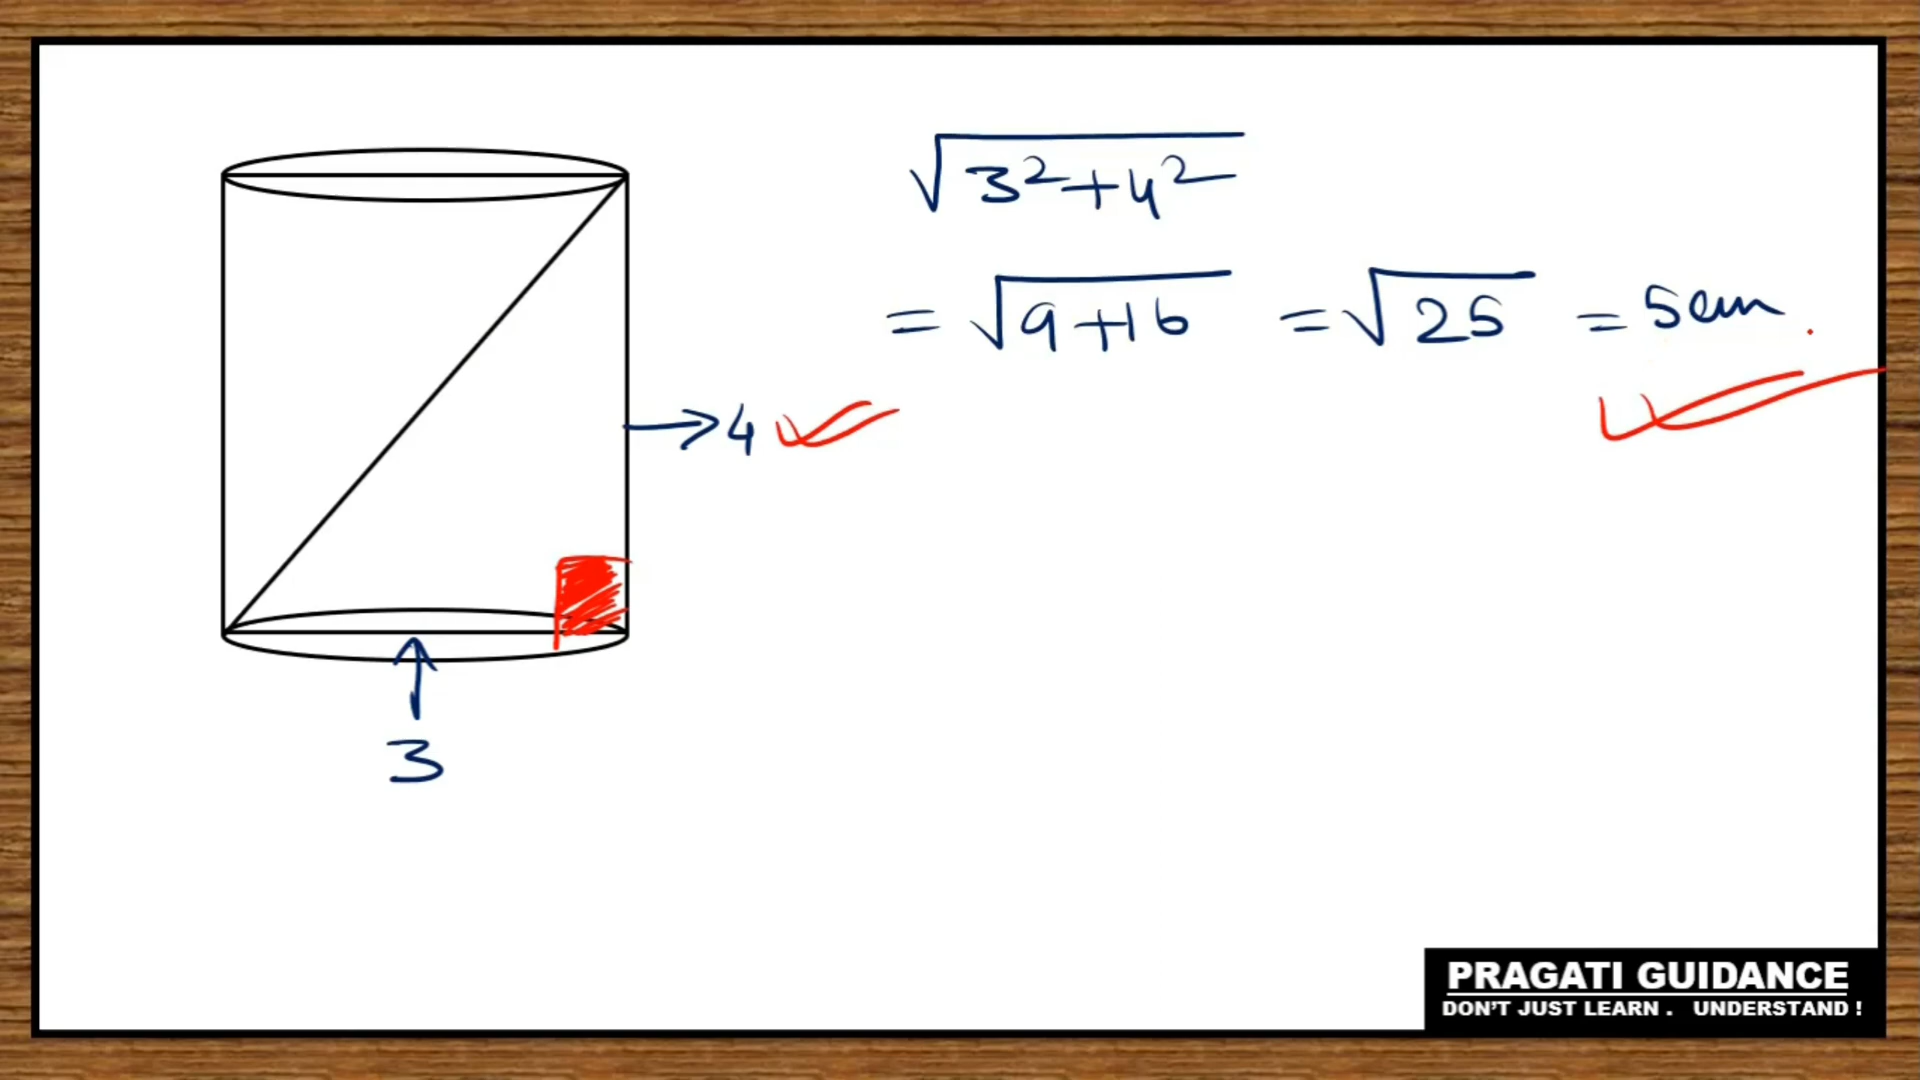 √3²+4²
= √9+16 = √25 = 5cm
→4
3
PRAGATI GUIDANCE
DON'T JUST LEARN . UNDERSTAND !